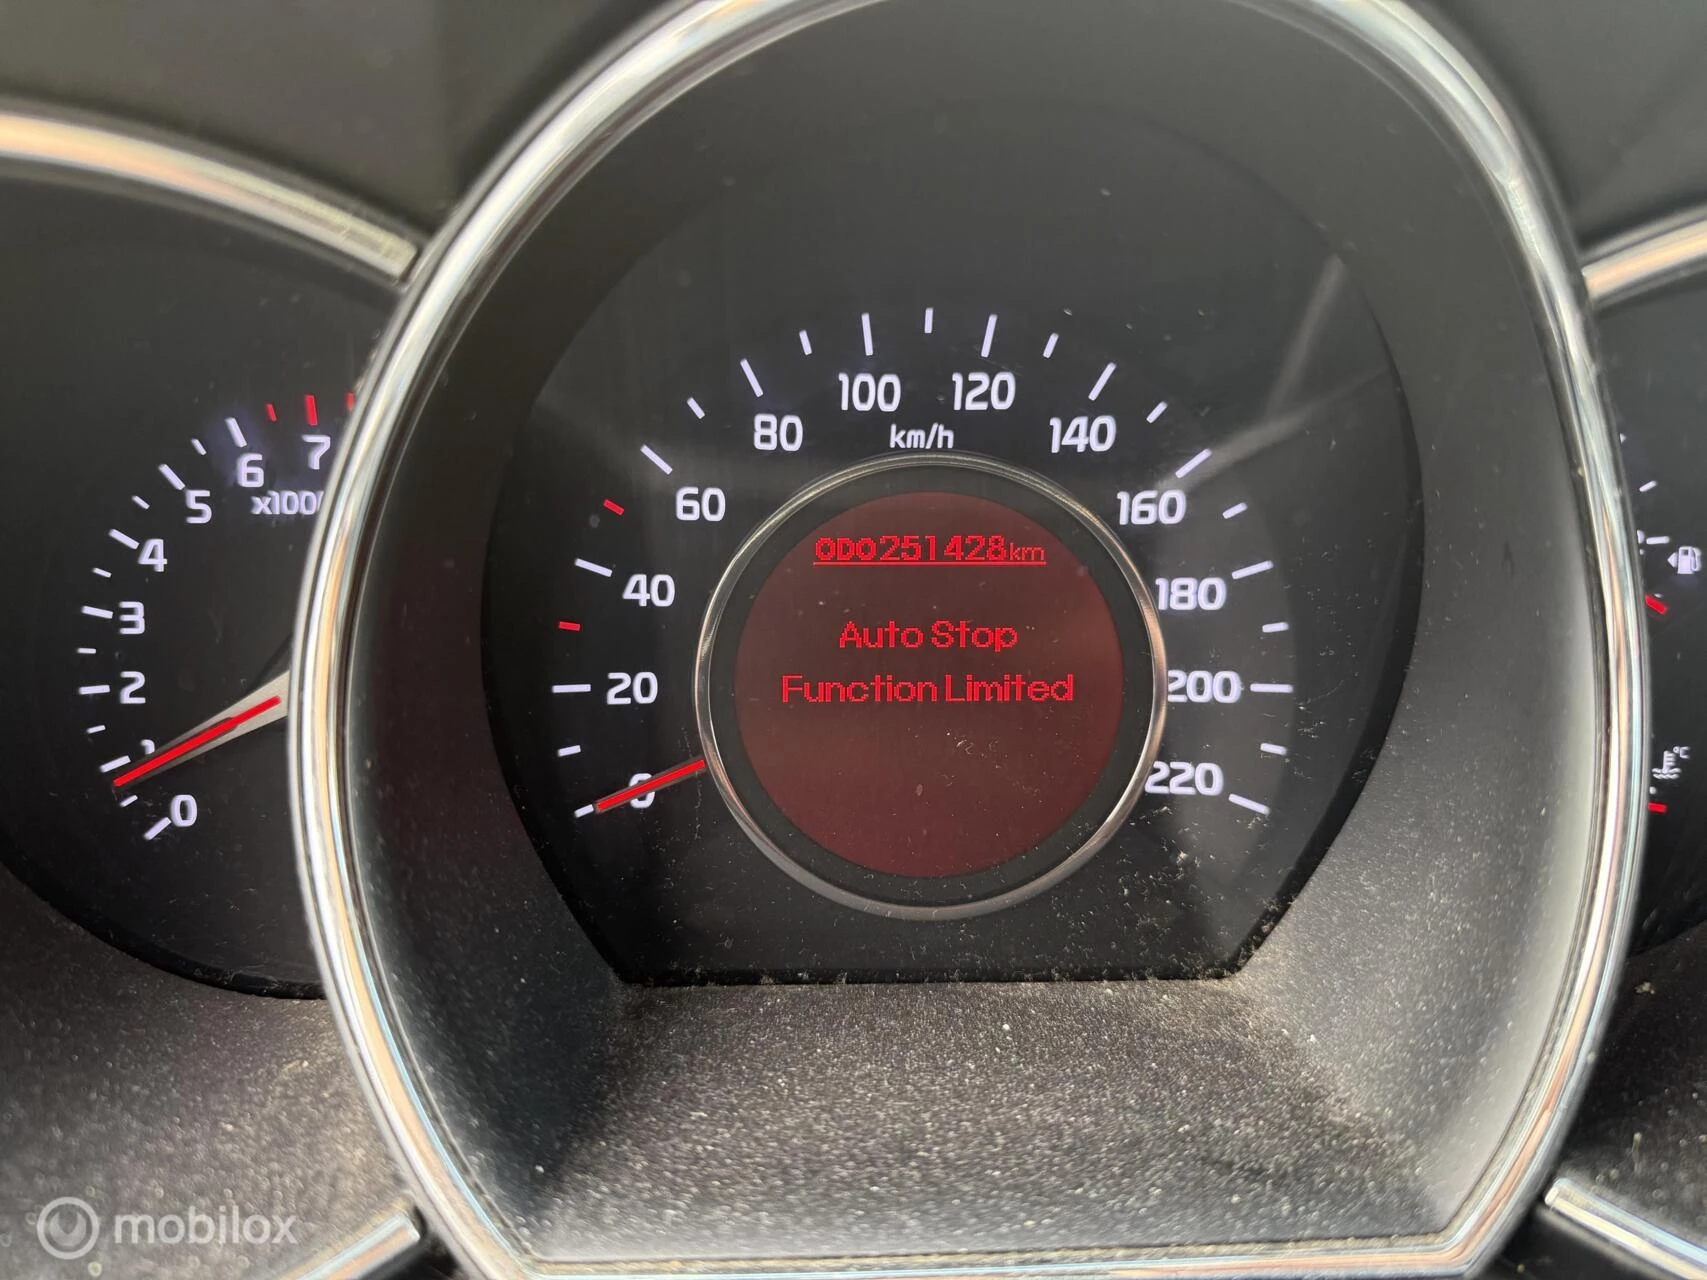 100 120
80 km/h 140
60 160
40 180
20 200
0 220
ODO251428km
Auto Stop
Function Limited
7
6
x100
5
4
3
2
1
0
°C
mobilox